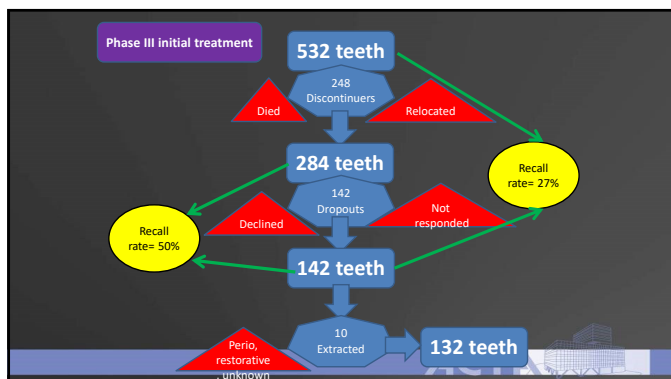 Phase III initial treatment
532 teeth
248
Discontinuers
Died
Relocated
284 teeth
Recall
rate= 27%
142
Dropouts
Declined
Not
responded
Recall
rate= 50%
142 teeth
10
Extracted
Perio,
restorative
, unknown
132 teeth